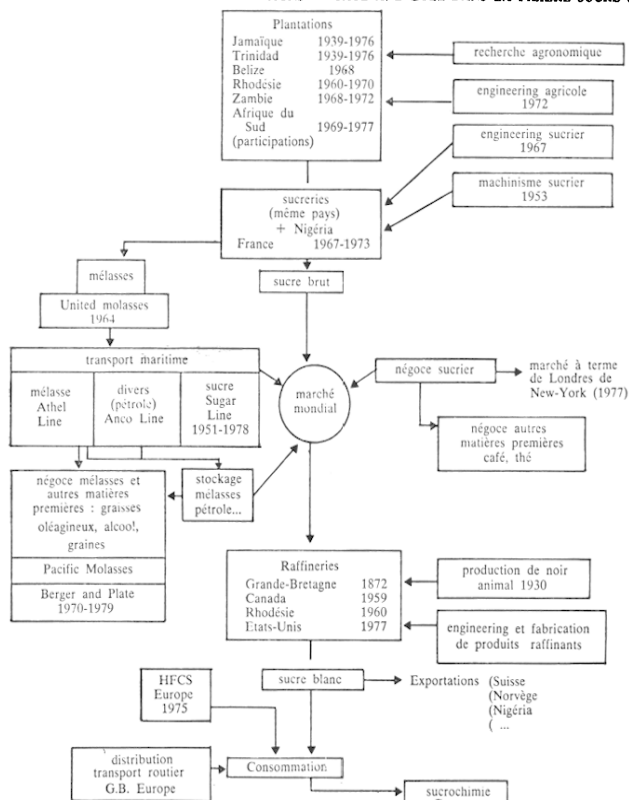 Plantations
Jamaïque 1939-1976
Trinidad 1939-1976
Belize 1968
Rhodésie 1960-1970
Zambie 1968-1972
Afrique du
Sud 1969-1977
(participations)
recherche agronomique
engineering agricole
1972
engineering sucrier
1967
machinisme sucrier
1953
sucreries
(même pays)
+ Nigéria
France 1967-1973
mélasses
sucre brut
United molasses
1964
transport maritime
mélasse
Athel
Line
divers
(pétrole)
Anco Line
sucre
Sugar
Line
1951-1978
marché
mondial
négoce sucrier
marché à terme
de Londres de
New-York (1977)
négoce autres
matières premières
café, thé
négoce mélasses et
autres matières
premières : graisses
oléagineux, alcool,
graines
Pacific Molasses
Berger and Plate
1970-1979
stockage
mélasses
pétrole...
Raffineries
Grande-Bretagne 1872
Canada 1959
Rhodésie 1960
Etats-Unis 1977
production de noir
animal 1930
engineering et fabrication
de produits raffinants
HFCS
Europe
1975
sucre blanc
Exportations (Suisse
(Norvège
(Nigéria
( ...
distribution
transport routier
G.B. Europe
Consommation
sucrochimie